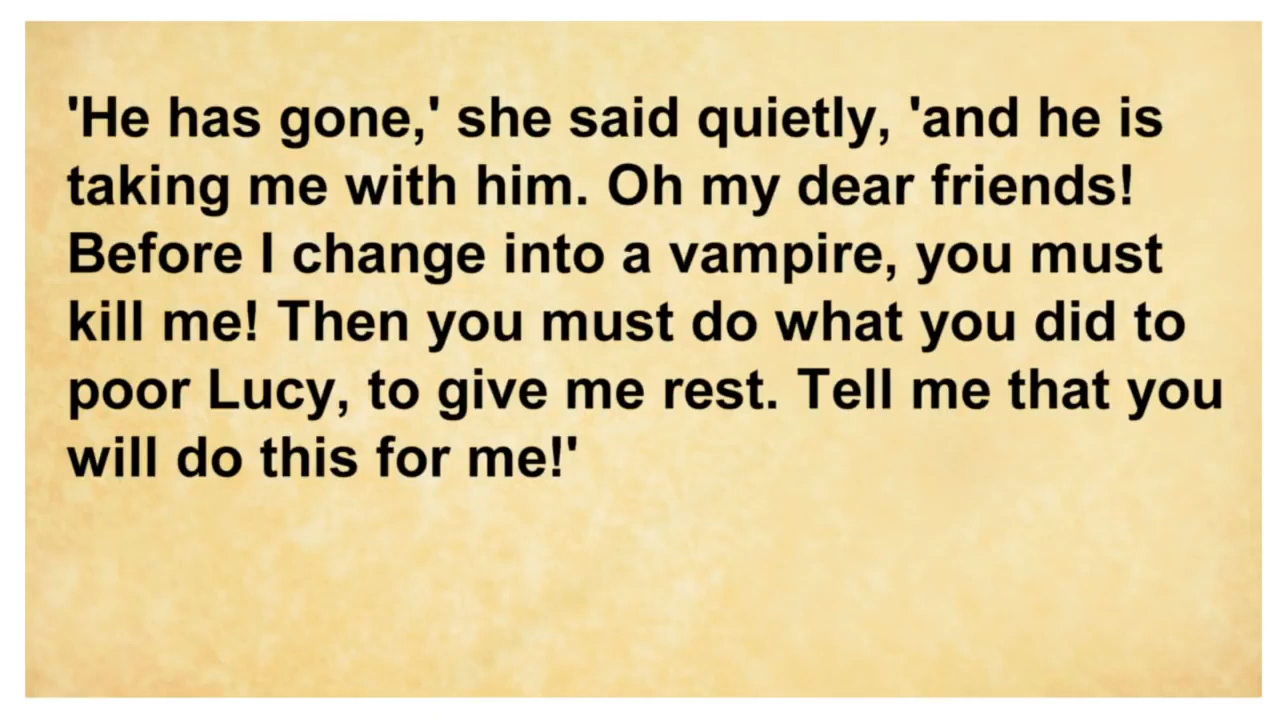 'He has gone,' she said quietly, 'and he is
taking me with him. Oh my dear friends!
Before I change into a vampire, you must
kill me! Then you must do what you did to
poor Lucy, to give me rest. Tell me that you
will do this for me!'